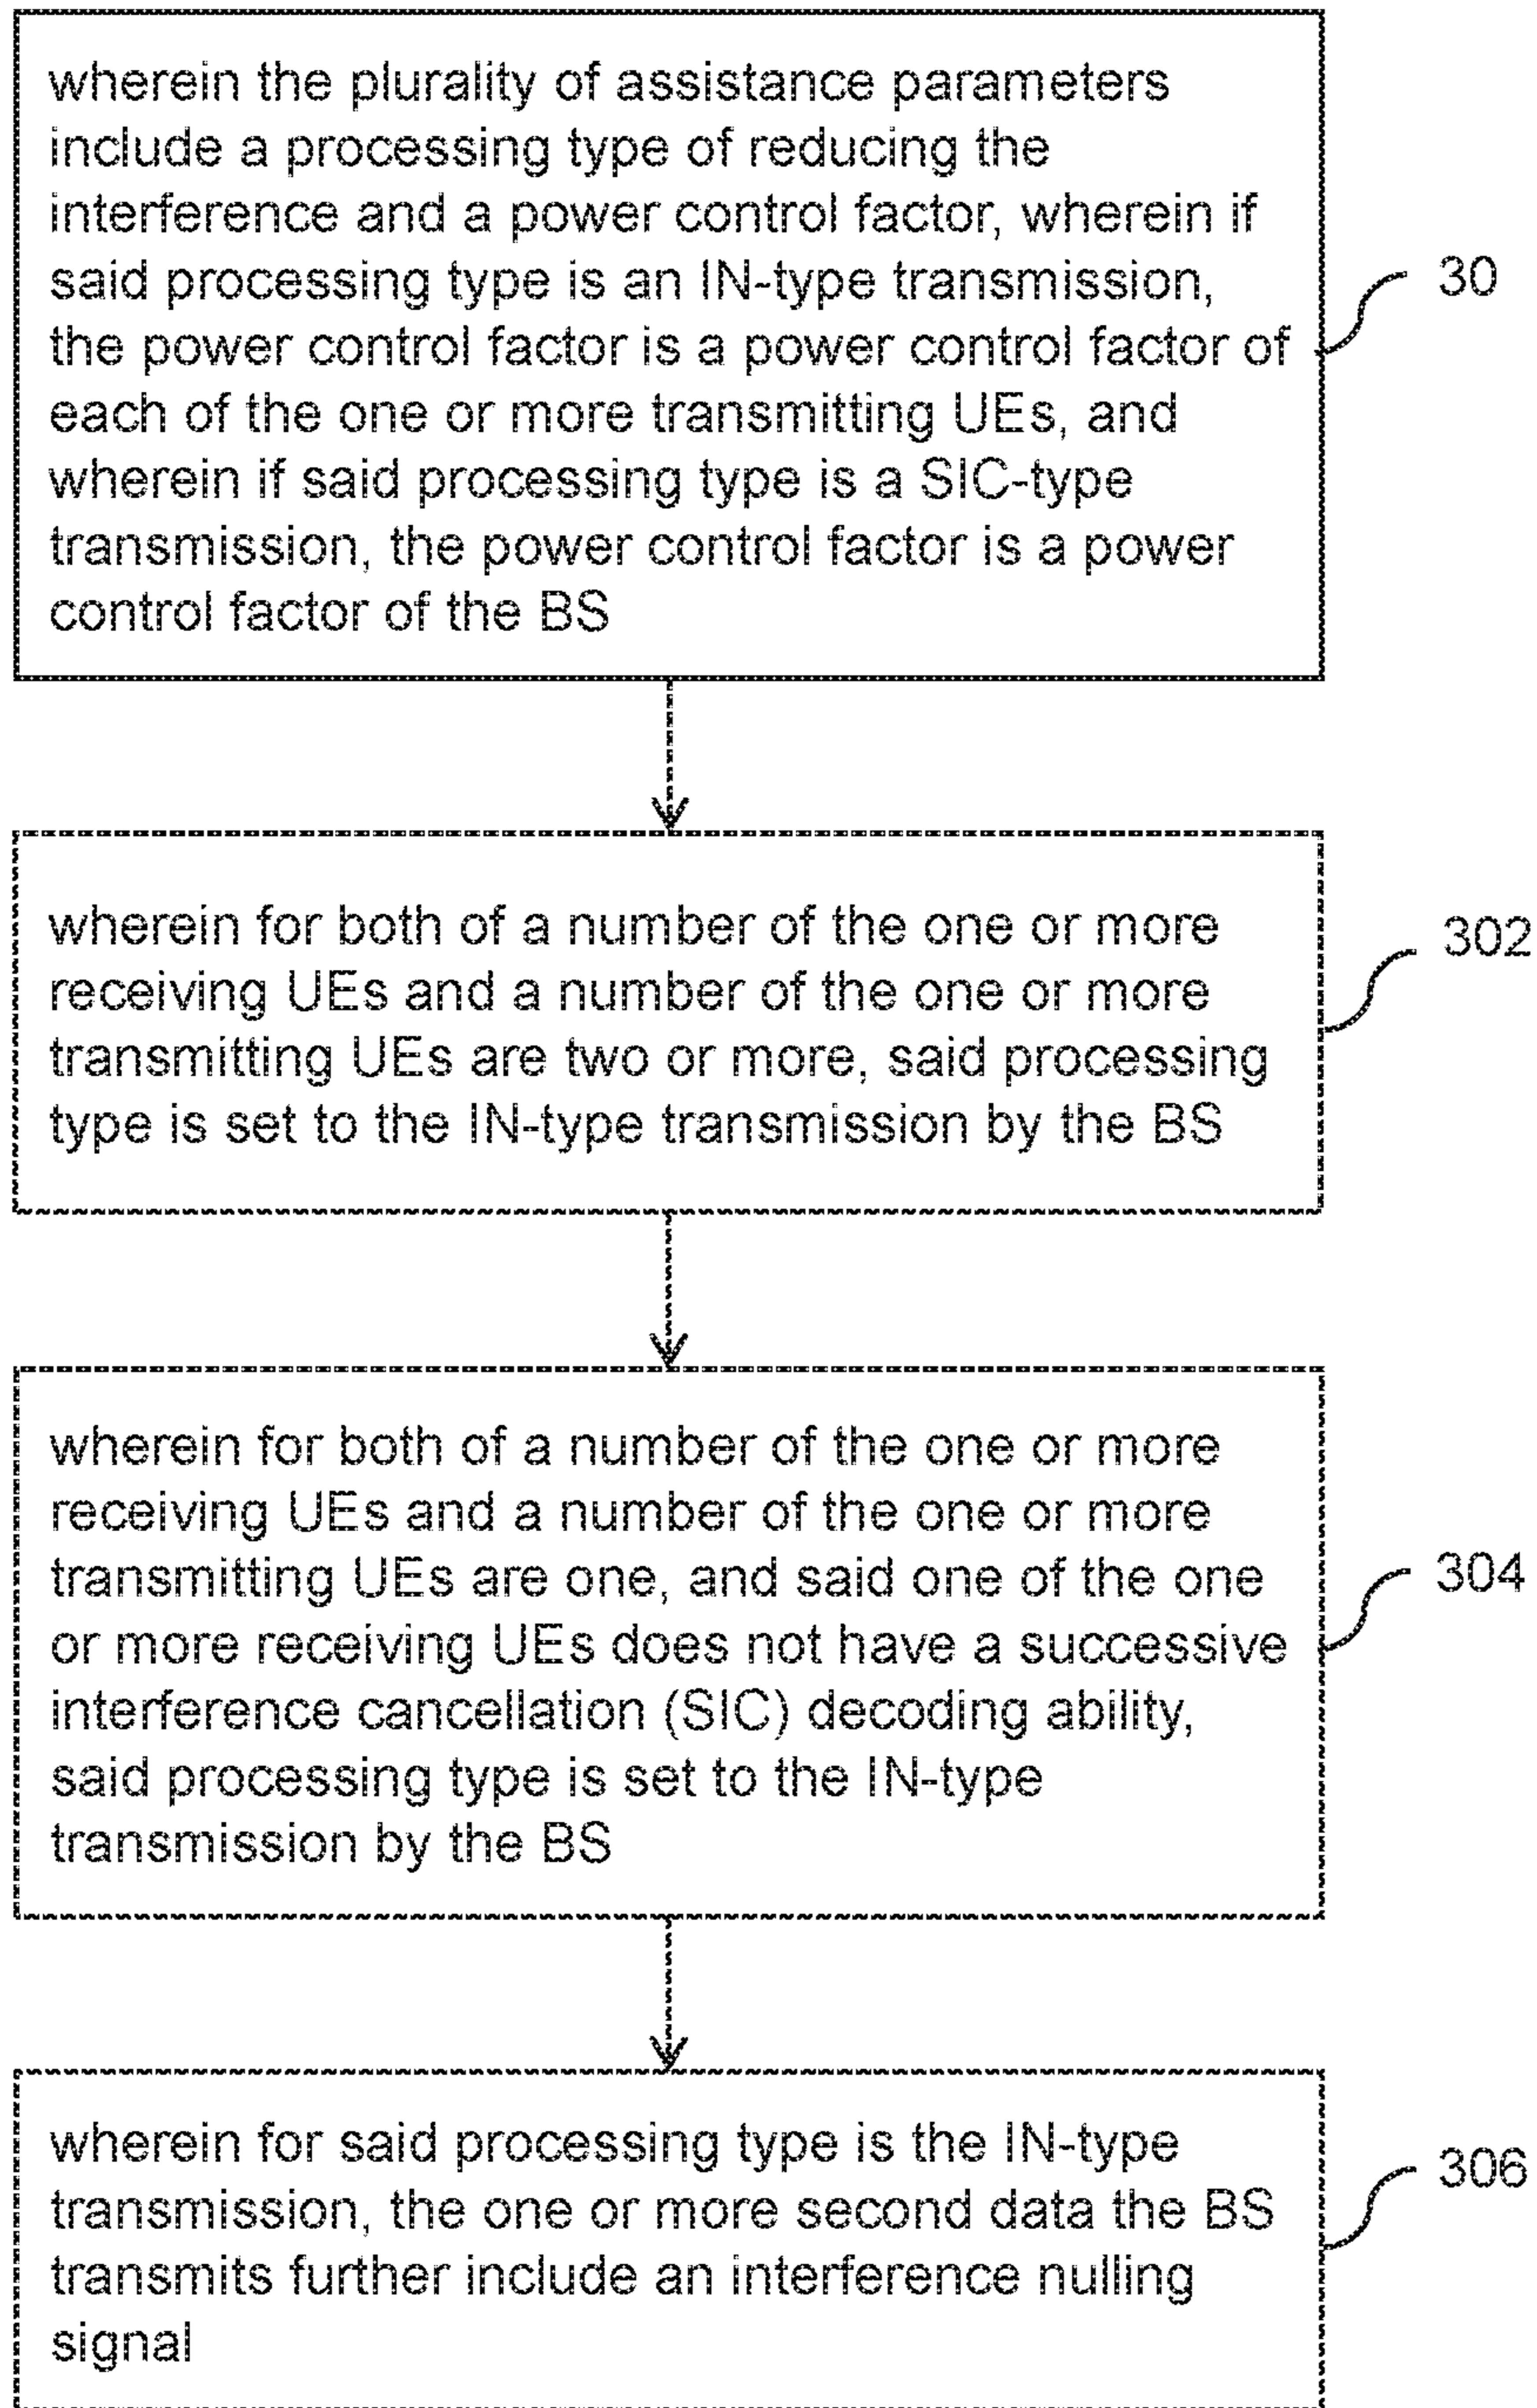 wherein the plurality of assistance parameters
include a processing type of reducing the
interference and a power control factor, wherein if
said processing type is an IN-type transmission,
the power control factor is a power control factor of
each of the one or more transmitting UEs, and
wherein if said processing type is a SIC-type
transmission, the power control factor is a power
control factor of the BS
30
wherein for both of a number of the one or more
receiving UEs and a number of the one or more
transmitting UEs are two or more, said processing
type is set to the IN-type transmission by the BS
302
wherein for both of a number of the one or more
receiving UEs and a number of the one or more
transmitting UEs are one, and said one of the one
or more receiving UEs does not have a successive
interference cancellation (SIC) decoding ability,
said processing type is set to the IN-type
transmission by the BS
304
wherein for said processing type is the IN-type
transmission, the one or more second data the BS
transmits further include an interference nulling
signal
306